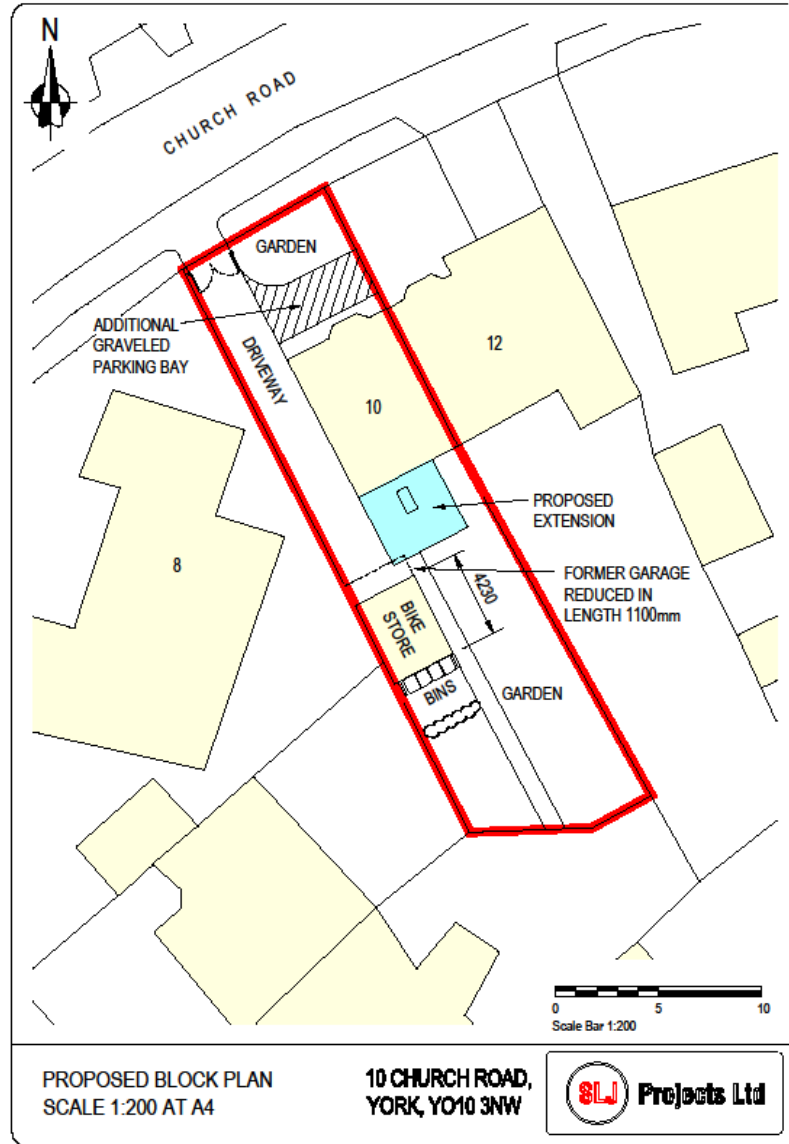 N
CHURCH ROAD
GARDEN
ADDITIONAL
GRAVELED
PARKING BAY
DRIVEWAY
12
10
PROPOSED
EXTENSION
8
FORMER GARAGE
REDUCED IN
LENGTH 1100mm
4230
BIKE
STORE
BINS
GARDEN
0 5 10
Scale Bar 1:200
PROPOSED BLOCK PLAN
SCALE 1:200 AT A4
10 CHURCH ROAD,
YORK, YO10 3NW
SLJ Projects Ltd